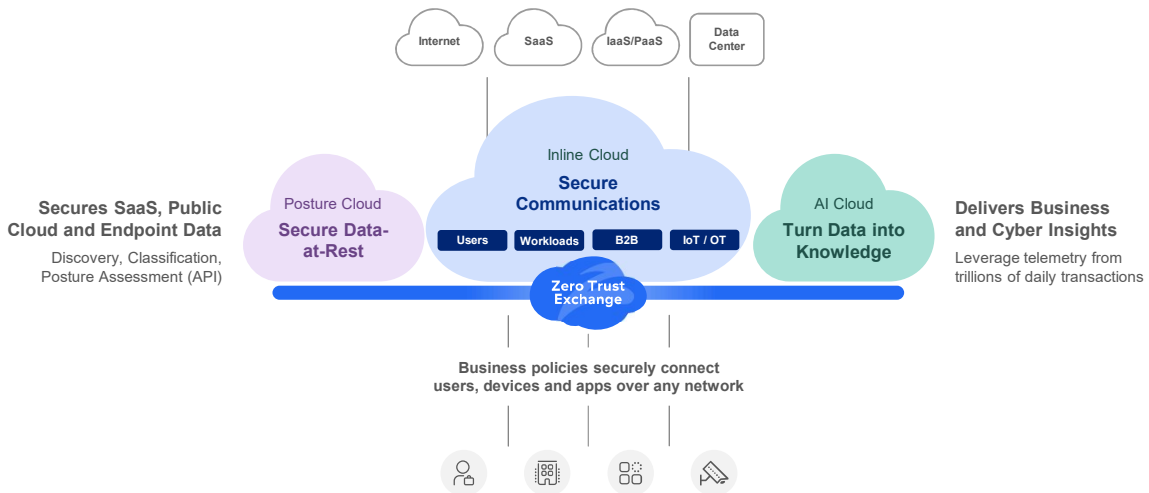 Internet
SaaS
IaaS/PaaS
Data
Center
Inline Cloud
Secure
Communications
Users
Workloads
B2B
IoT / OT
Posture Cloud
Secure Data-
at-Rest
AI Cloud
Turn Data into
Knowledge
Secures SaaS, Public
Cloud and Endpoint Data
Discovery, Classification,
Posture Assessment (API)
Delivers Business
and Cyber Insights
Leverage telemetry from
trillions of daily transactions
Zero Trust
Exchange
Business policies securely connect
users, devices and apps over any network